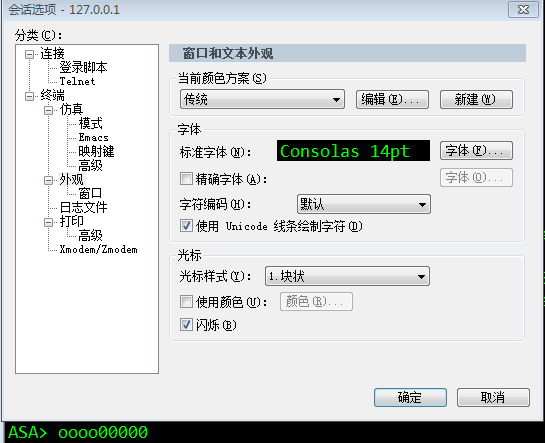 会话选项 - 127.0.0.1
分类(C):
连接
登录脚本
Telnet
终端
仿真
模式
Emacs
映射键
高级
外观
窗口
日志文件
打印
高级
Xmodem/Zmodem
窗口和文本外观
当前颜色方案(S)
传统
编辑(E)...
新建(W)
字体
标准字体(N):
Consolas 14pt
字体(F)...
精确字体(A):
字体(O)...
字符编码(H):
默认
使用 Unicode 线条绘制字符(D)
光标
光标样式(Y):
1.块状
使用颜色(U):
颜色(R)...
闪烁(B)
确定
取消
ASA> oooo00000